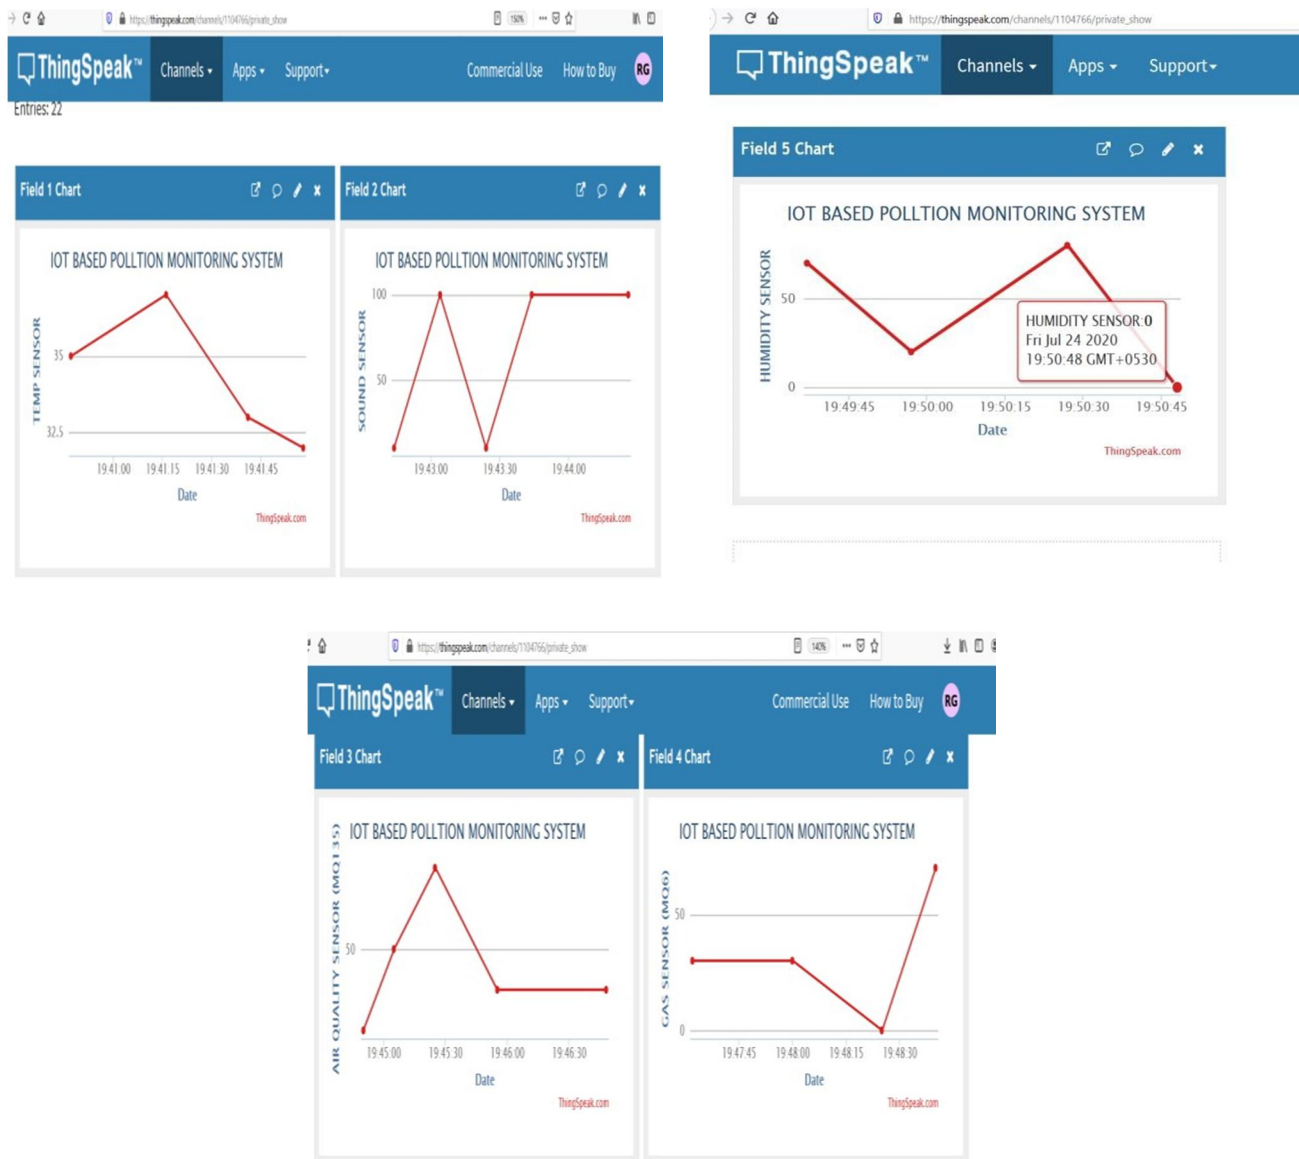 https://thingspeak.com/channels/1104766/private_show
150%
ThingSpeak™ Channels Apps Support Commercial Use How to Buy RG
Entries: 22
Field 1 Chart
IOT BASED POLLTION MONITORING SYSTEM
TEMP SENSOR
35
32.5
19:41:00 19:41:15 19:41:30 19:41:45
Date
ThingSpeak.com
Field 2 Chart
IOT BASED POLLTION MONITORING SYSTEM
SOUND SENSOR
100
50
19:43:00 19:43:30 19:44:00
Date
ThingSpeak.com
https://thingspeak.com/channels/1104766/private_show
ThingSpeak™ Channels Apps Support
Field 5 Chart
IOT BASED POLLTION MONITORING SYSTEM
HUMIDITY SENSOR
50
0
HUMIDITY SENSOR:0
Fri Jul 24 2020
19:50:48 GMT+0530
19:49:45 19:50:00 19:50:15 19:50:30 19:50:45
Date
ThingSpeak.com
https://thingspeak.com/channels/1104766/private_show
140%
ThingSpeak™ Channels Apps Support Commercial Use How to Buy RG
Field 3 Chart
IOT BASED POLLTION MONITORING SYSTEM
AIR QUALITY SENSOR (MQ135)
50
19:45:00 19:45:30 19:46:00 19:46:30
Date
ThingSpeak.com
Field 4 Chart
IOT BASED POLLTION MONITORING SYSTEM
GAS SENSOR (MQ6)
50
0
19:47:45 19:48:00 19:48:15 19:48:30
Date
ThingSpeak.com